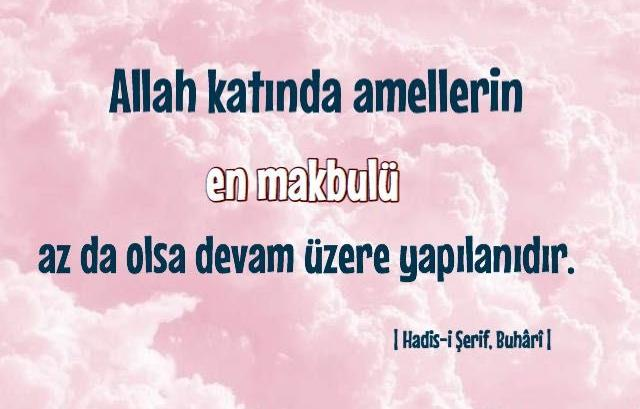 Allah katında amellerin
en makbulü
az da olsa devam üzere yapılanıdır.
[ Hadis-i Şerif, Buhârî ]